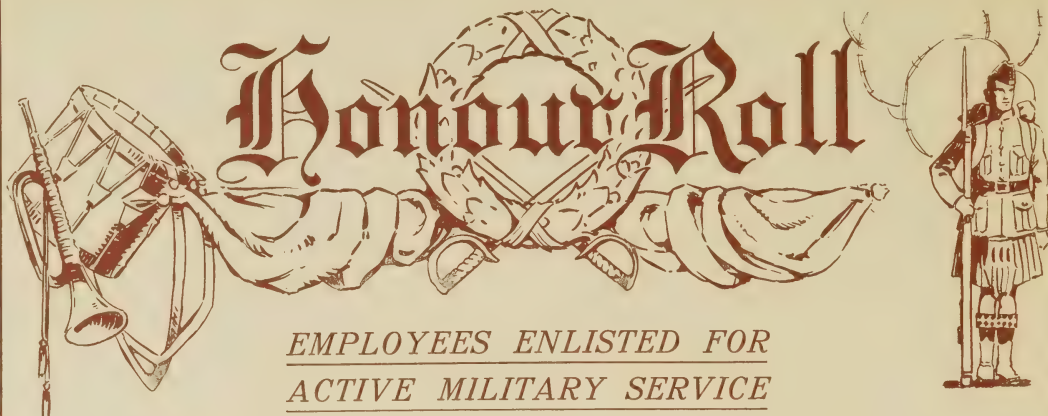 Honour Roll
EMPLOYEES ENLISTED FOR
ACTIVE MILITARY SERVICE